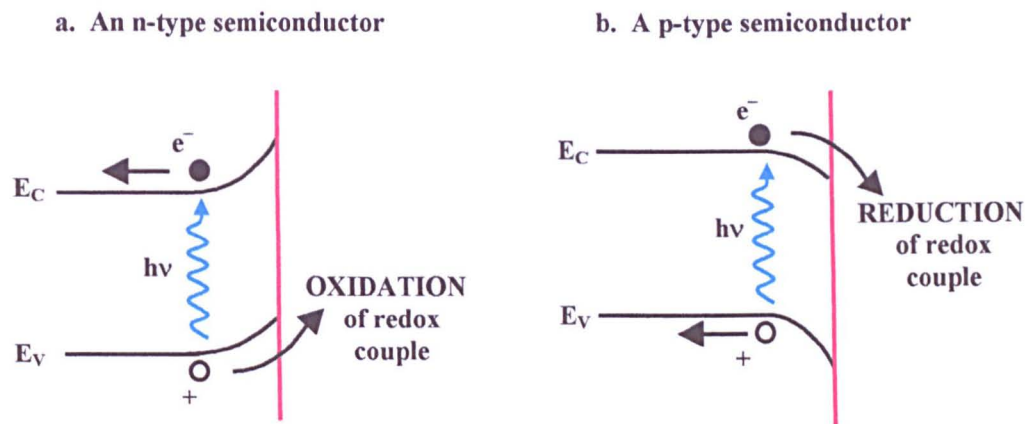 a. An n-type semiconductor
e⁻
E_C
hν
OXIDATION
of redox
couple
E_V
+
b. A p-type semiconductor
e⁻
E_C
hν
REDUCTION
of redox
couple
E_V
+